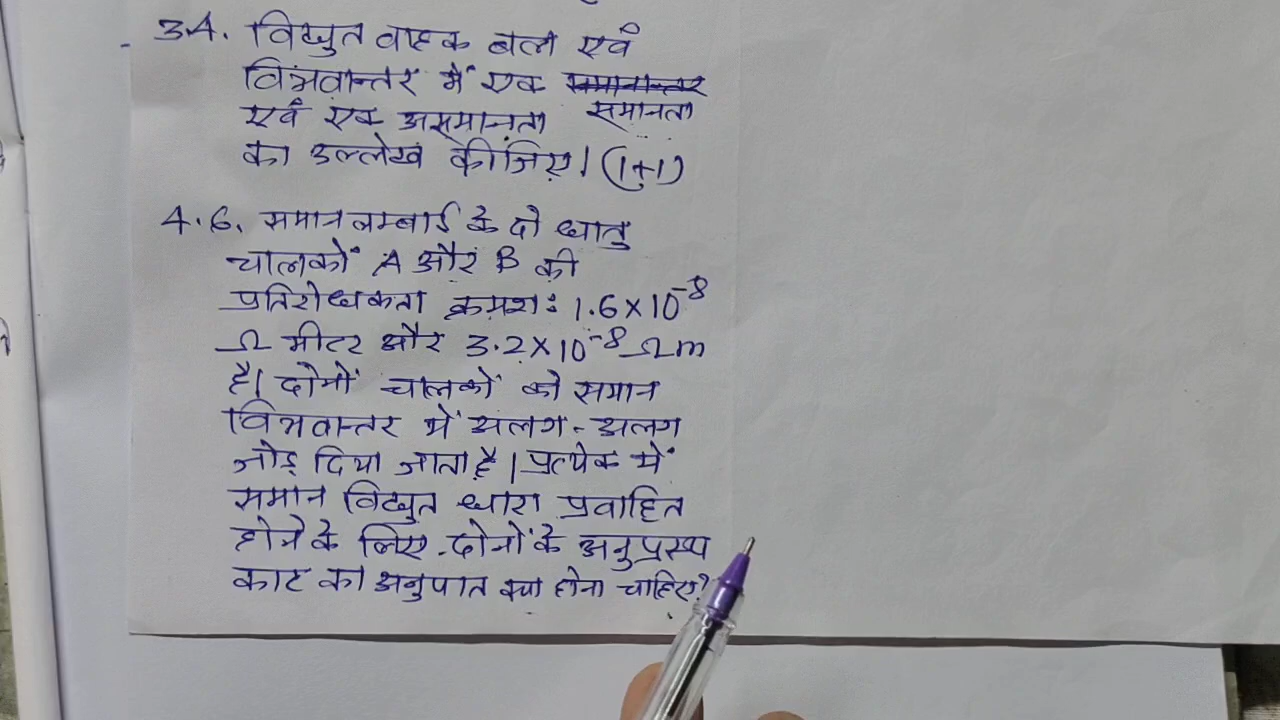 3.4. विद्युत वाहक बल एवं
विभवान्तर में एक
एवं एक असमानता समानता
का उल्लेख कीजिए। (1+1)
4.6. समान लम्बाई के दो धातु
चालकों A और B की
प्रतिरोधकता क्रमशः 1.6×10⁻⁸
Ω मीटर और 3.2×10⁻⁸ Ωm
है। दोनों चालकों को समान
विभवान्तर में अलग-अलग
जोड़ दिया जाता है। प्रत्येक में
समान विद्युत धारा प्रवाहित
होने के लिए दोनों के अनुप्रस्थ
काट का अनुपात क्या होना चाहिए?